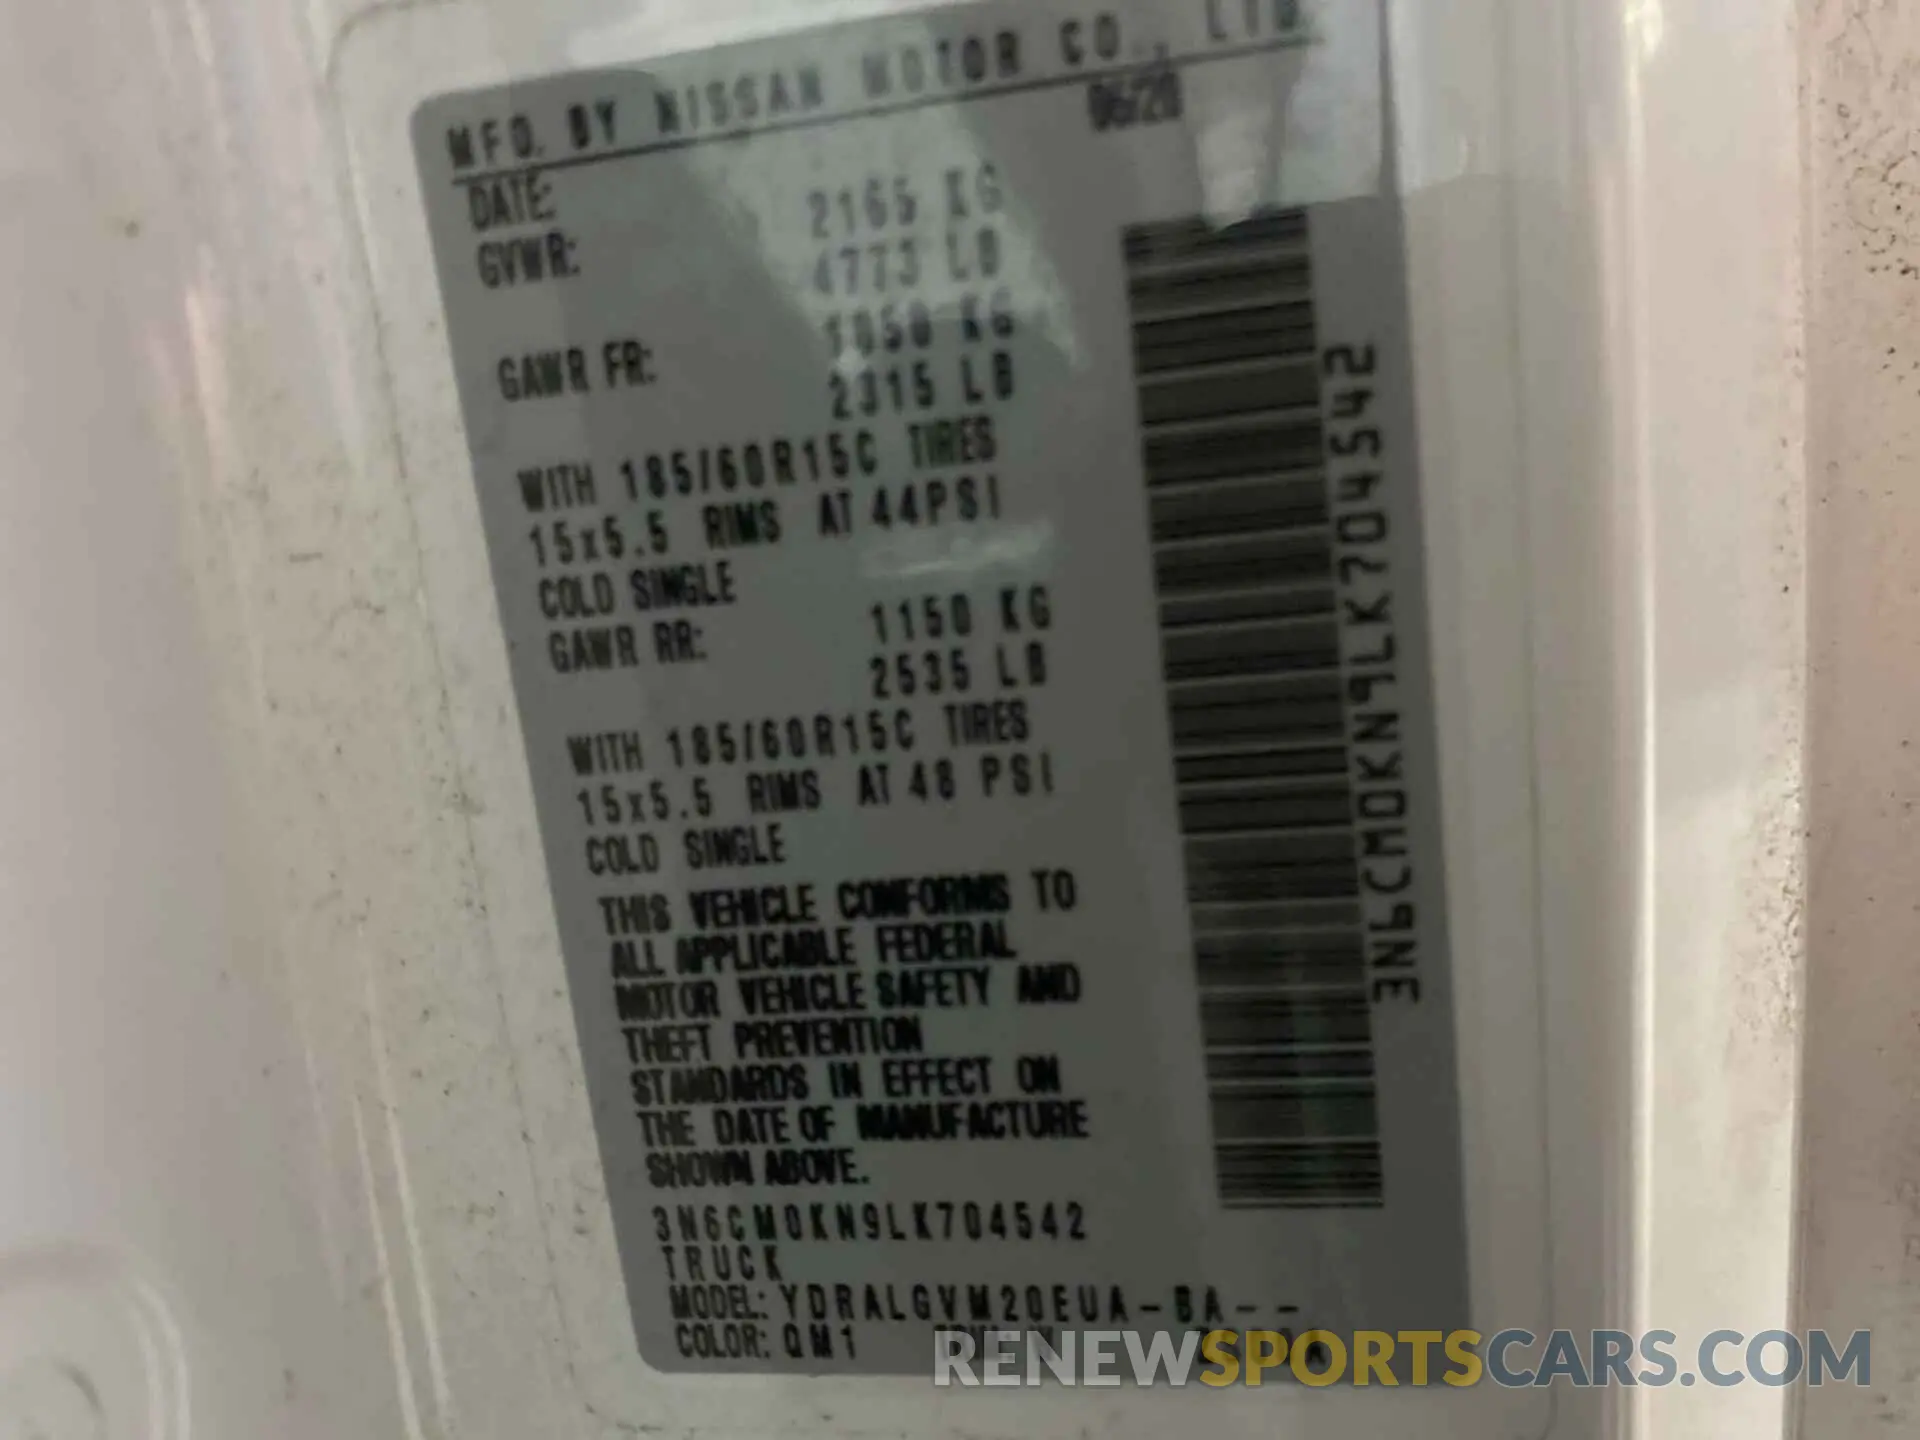 MFD. BY NISSAN MOTOR CO., LTD
DATE: 06/20
GVWR: 2165 KG
4773 LB
GAWR FR: 1050 KG
2315 LB
WITH 185/60R15C TIRES
15x5.5 RIMS AT 44PSI
COLD SINGLE
GAWR RR: 1150 KG
2535 LB
WITH 185/60R15C TIRES
15x5.5 RIMS AT 48 PSI
COLD SINGLE
THIS VEHICLE CONFORMS TO
ALL APPLICABLE FEDERAL
MOTOR VEHICLE SAFETY AND
THEFT PREVENTION
STANDARDS IN EFFECT ON
THE DATE OF MANUFACTURE
SHOWN ABOVE.
3N6CM0KN9LK704542
TRUCK
MODEL: YDRALGVM20EUA-BA--
COLOR: QM1
3N6CM0KN9LK704542
RENEWSPORTSCARS.COM